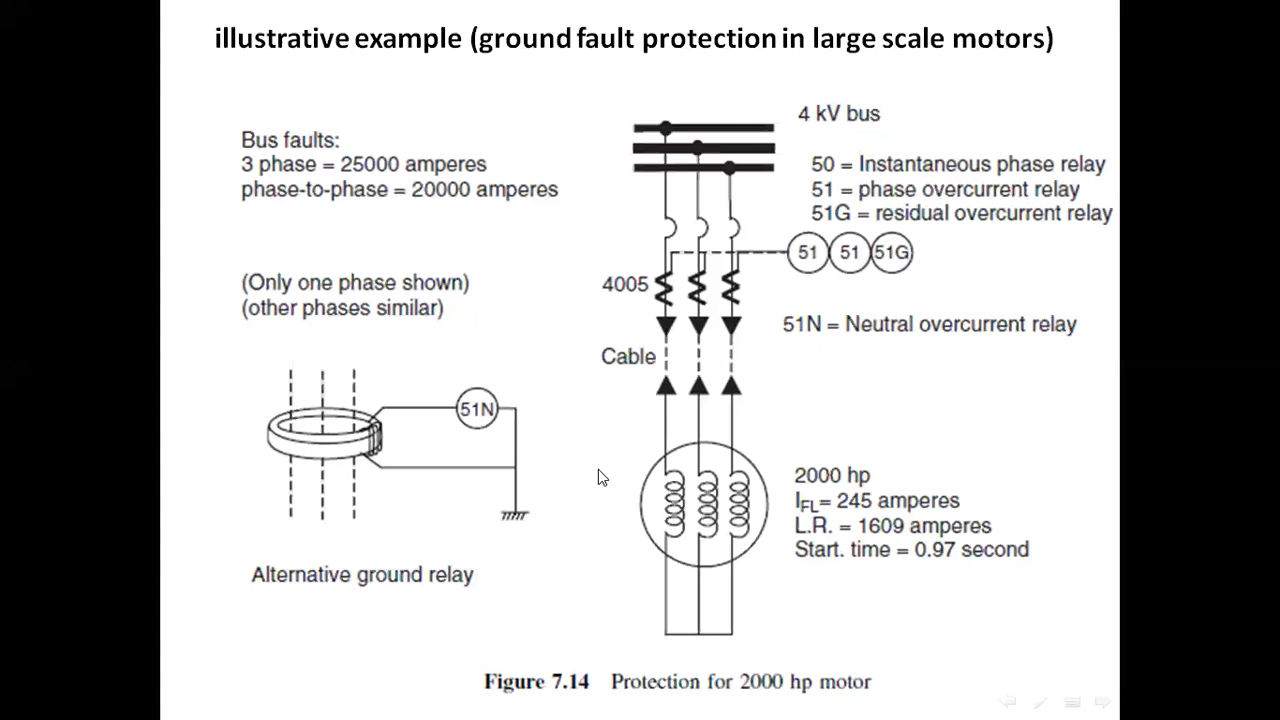 illustrative example (ground fault protection in large scale motors)
Bus faults:
3 phase = 25000 amperes
phase-to-phase = 20000 amperes
4 kV bus
50 = Instantaneous phase relay
51 = phase overcurrent relay
51G = residual overcurrent relay
51 51 51G
(Only one phase shown)
(other phases similar)
4005
51N = Neutral overcurrent relay
Cable
51N
2000 hp
IFL= 245 amperes
L.R. = 1609 amperes
Start. time = 0.97 second
Alternative ground relay
Figure 7.14 Protection for 2000 hp motor